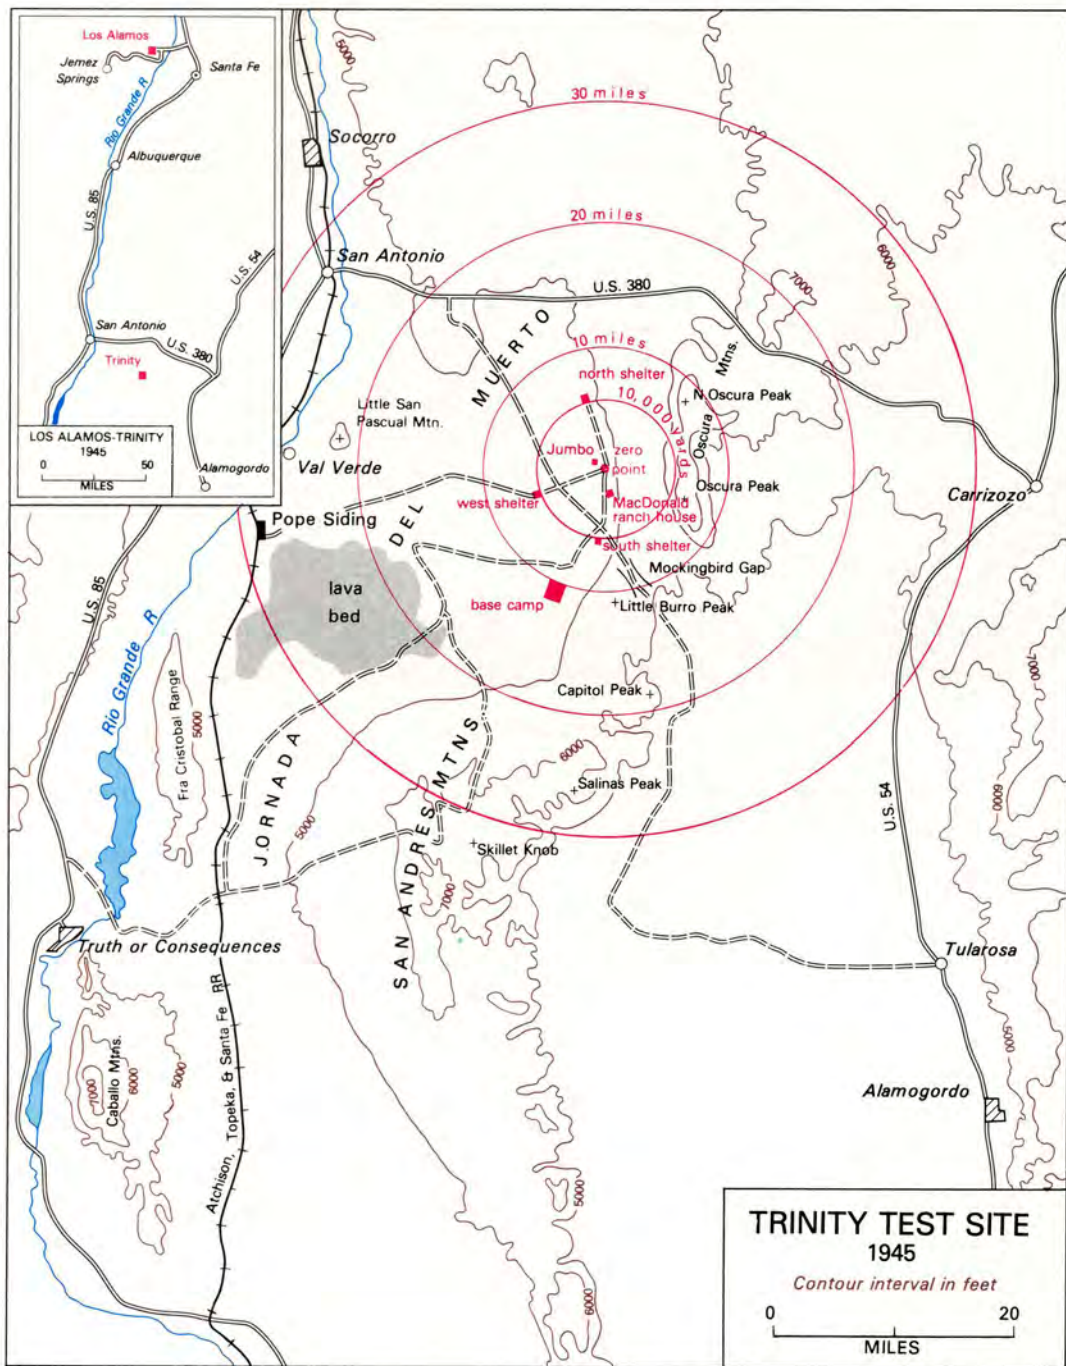 Los Alamos
Jemez
Springs
Santa Fe
Rio Grande R
Albuquerque
U.S. 85
U.S. 54
San Antonio
U.S. 380
Trinity
LOS ALAMOS-TRINITY
1945
0 50
MILES
Alamogordo
5000
30 miles
Socorro
20 miles
6000
7000
San Antonio
U.S. 380
10 miles
MUERTO
Mtns.
north shelter
10,000 yards
N Oscura Peak
Little San
Pascual Mtn.
Oscura
Jumbo
zero
point
Val Verde
west shelter
MacDonald
ranch house
Oscura Peak
Carrizozo
Pope Siding
DEL
south shelter
Mockingbird Gap
U.S. 85
lava
bed
base camp
Little Burro Peak
Rio Grande R
Fra Cristobal Range
5000
7000
Capitol Peak
JORNADA
SAN ANDRES MTNS.
6000
Salinas Peak
5000
U.S. 54
6000
Skillet Knob
7000
Truth or Consequences
Tularosa
Atchison, Topeka, & Santa Fe RR
5000
Caballo Mtns.
7000
6000
5000
Alamogordo
5000
6000
TRINITY TEST SITE
1945
Contour interval in feet
0 20
MILES